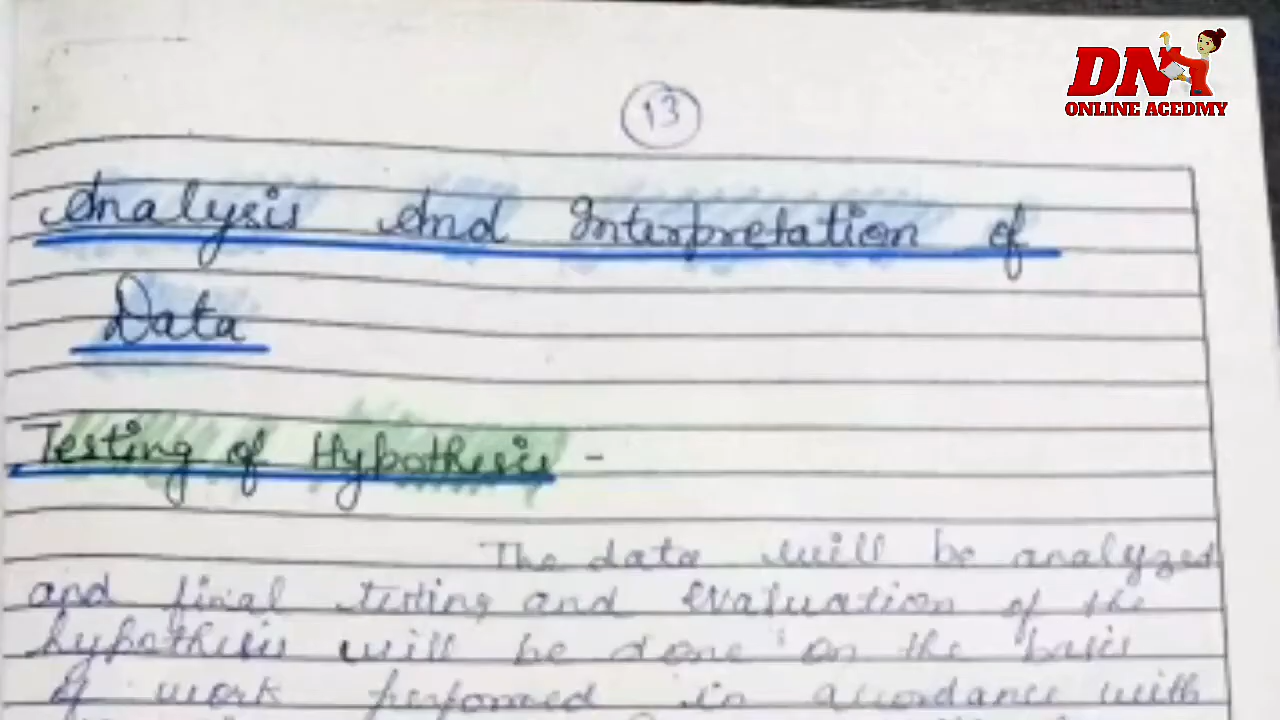 DN
ONLINE ACEDMY
13
Analysis And Interpretation of
Data
Testing of Hypothesis -
The data will be analyzed
and final testing and evaluation of the
hypothesis will be done on the basis
of work performed in accordance with